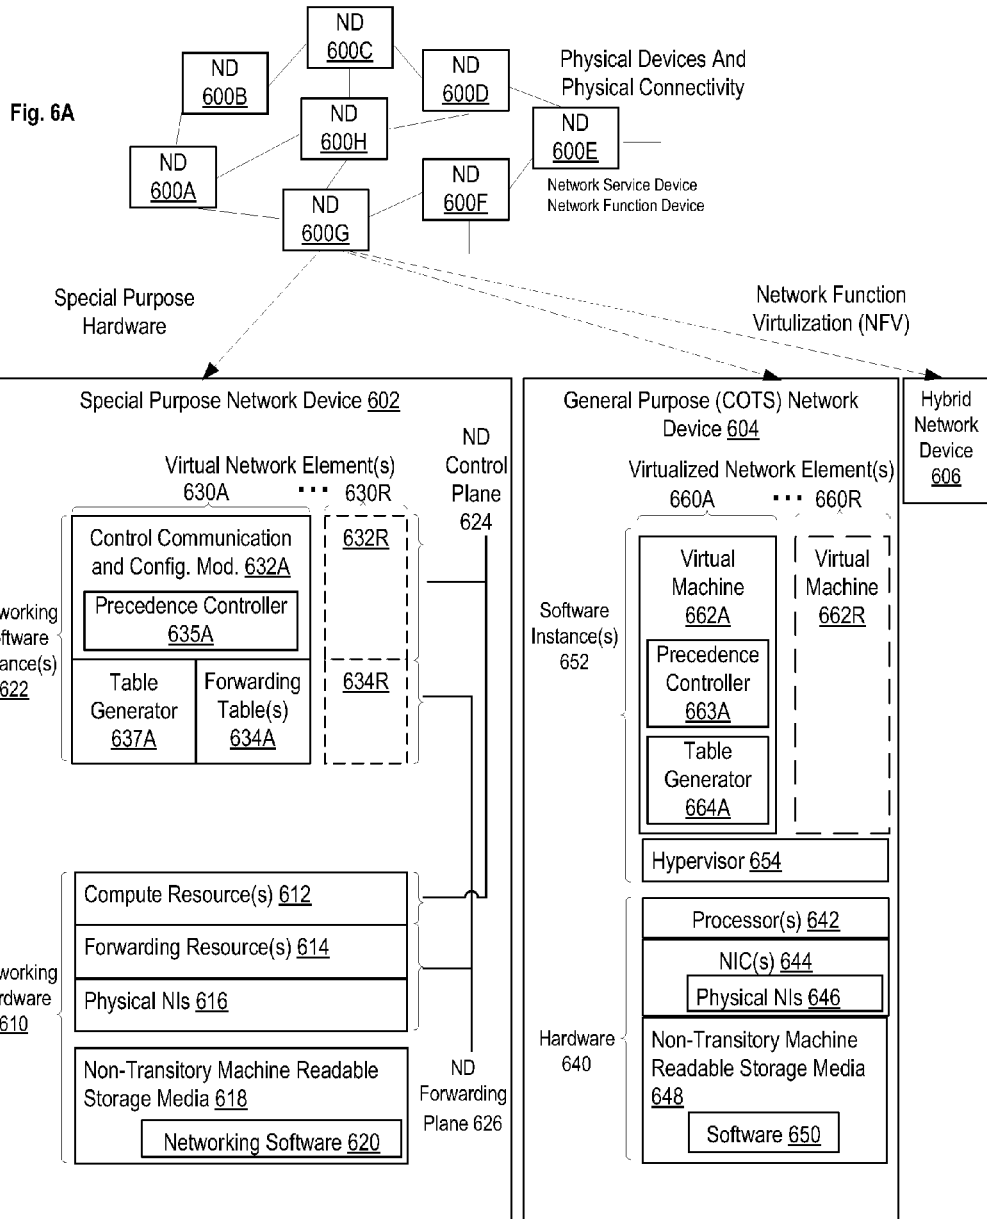 Fig. 6A
ND
600C
ND
600B
ND
600D
Physical Devices And
Physical Connectivity
ND
600H
ND
600E
ND
600A
ND
600F
Network Service Device
Network Function Device
ND
600G
Special Purpose
Hardware
Network Function
Virtulization (NFV)
Special Purpose Network Device 602
ND
Control
Plane
624
Virtual Network Element(s)
630A ... 630R
Control Communication
and Config. Mod. 632A
632R
Precedence Controller
635A
Table
Generator
637A
Forwarding
Table(s)
634A
634R
622
Compute Resource(s) 612
Forwarding Resource(s) 614
Physical NIs 616
610
Non-Transitory Machine Readable
Storage Media 618
Networking Software 620
ND
Forwarding
Plane 626
General Purpose (COTS) Network
Device 604
Virtualized Network Element(s)
660A ... 660R
Software
Instance(s)
652
Virtual
Machine
662A
Virtual
Machine
662R
Precedence
Controller
663A
Table
Generator
664A
Hypervisor 654
Processor(s) 642
NIC(s) 644
Physical NIs 646
Hardware
640
Non-Transitory Machine
Readable Storage Media
648
Software 650
Hybrid
Network
Device
606